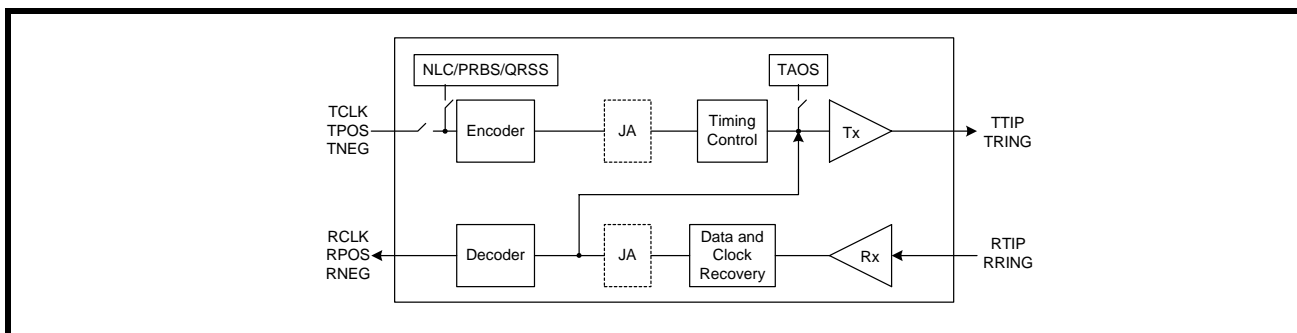 NLC/PRBS/QRSS
TAOS
TCLK
TPOS
TNEG
Encoder
JA
Timing
Control
Tx
TTIP
TRING
RCLK
RPOS
RNEG
Decoder
JA
Data and
Clock
Recovery
Rx
RTIP
RRING